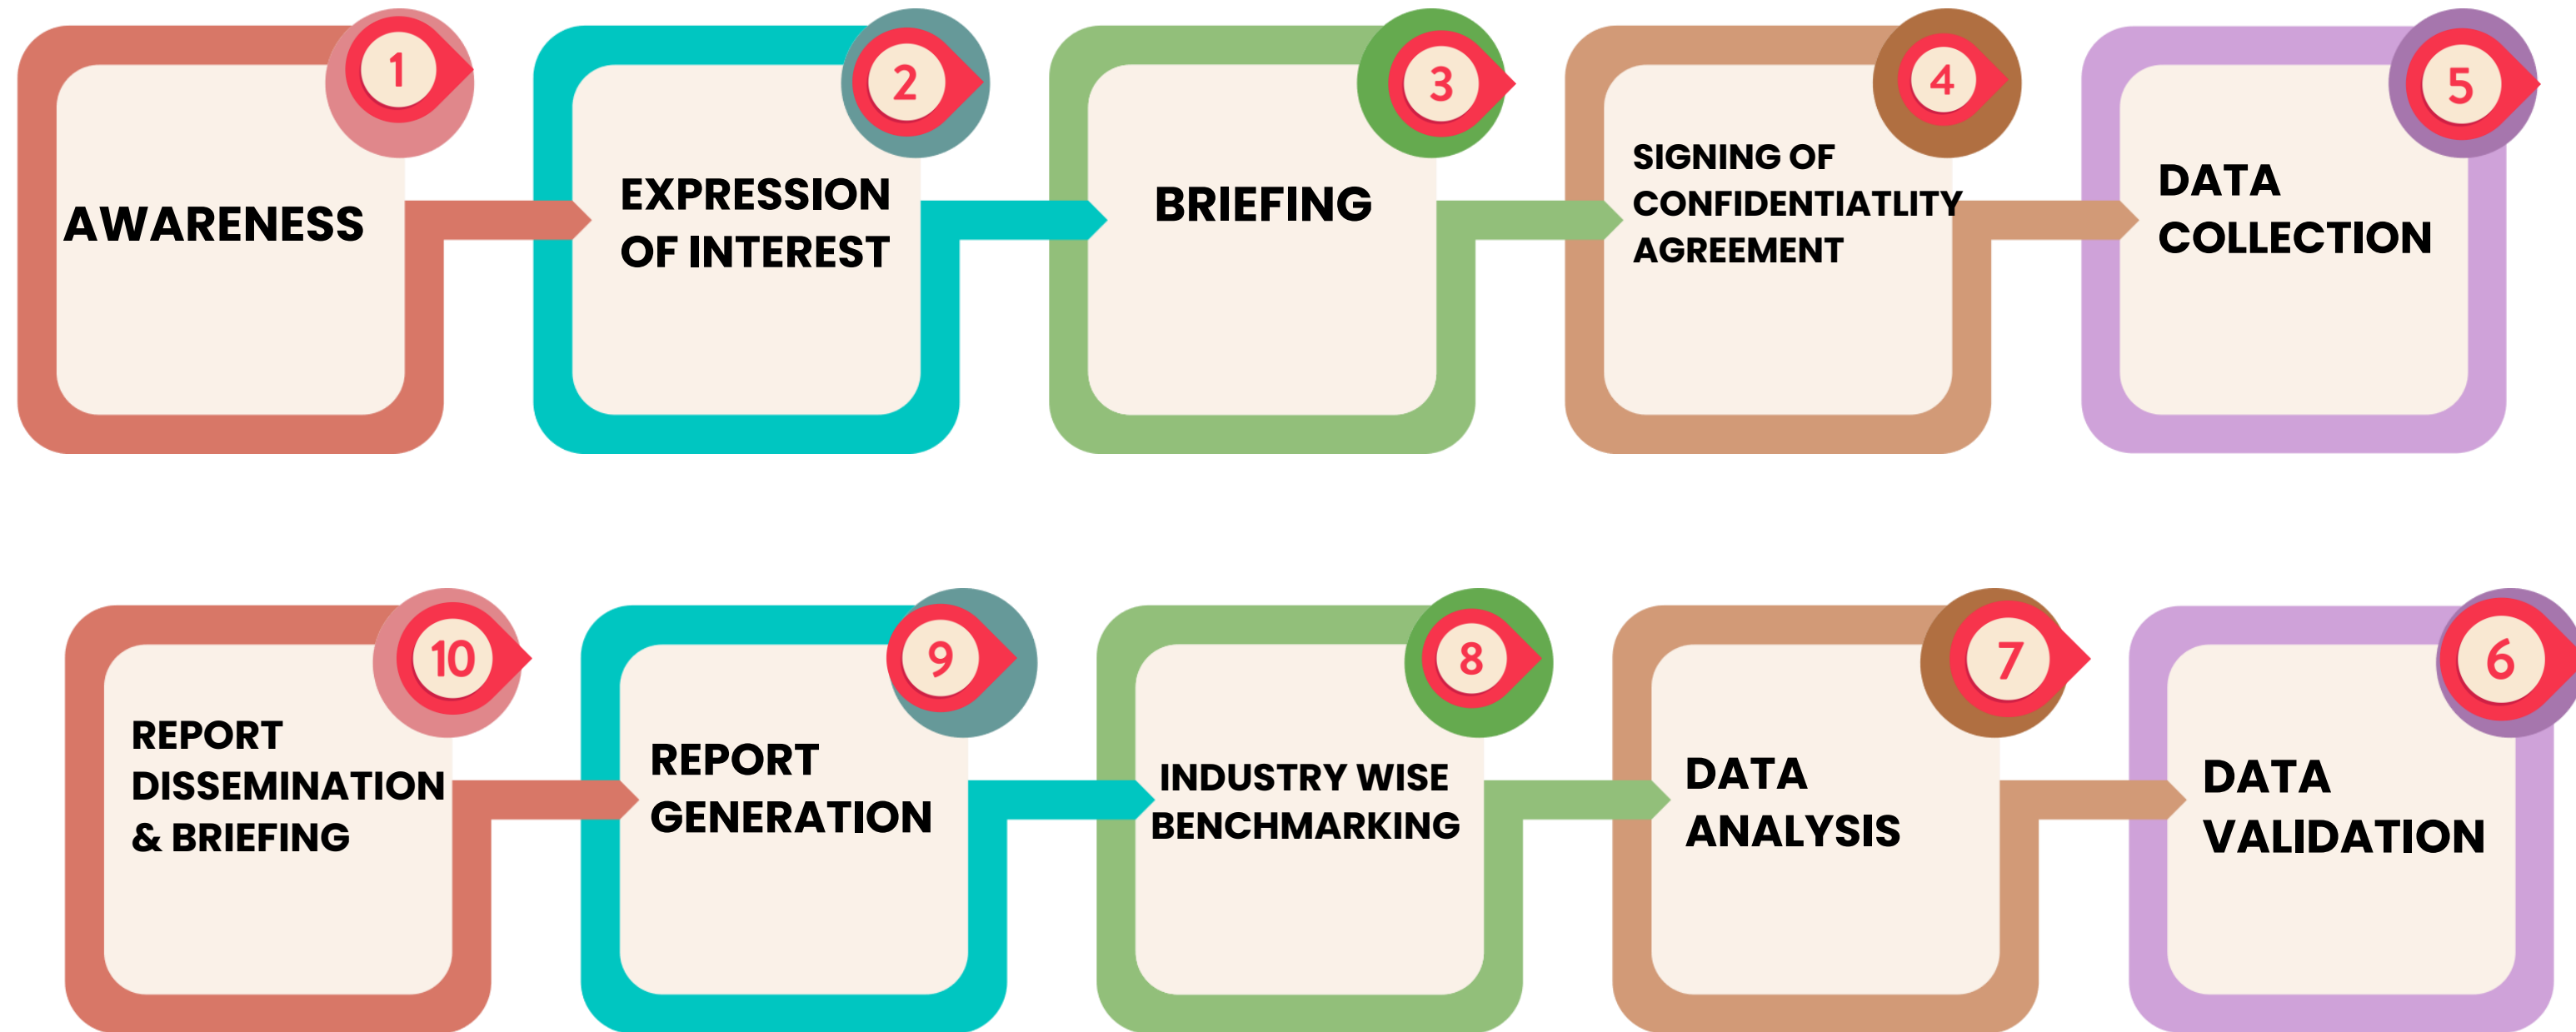 1
AWARENESS
2
EXPRESSION
OF INTEREST
3
BRIEFING
4
SIGNING OF
CONFIDENTIATLITY
AGREEMENT
5
DATA
COLLECTION
10
REPORT
DISSEMINATION
& BRIEFING
9
REPORT
GENERATION
8
INDUSTRY WISE
BENCHMARKING
7
DATA
ANALYSIS
6
DATA
VALIDATION